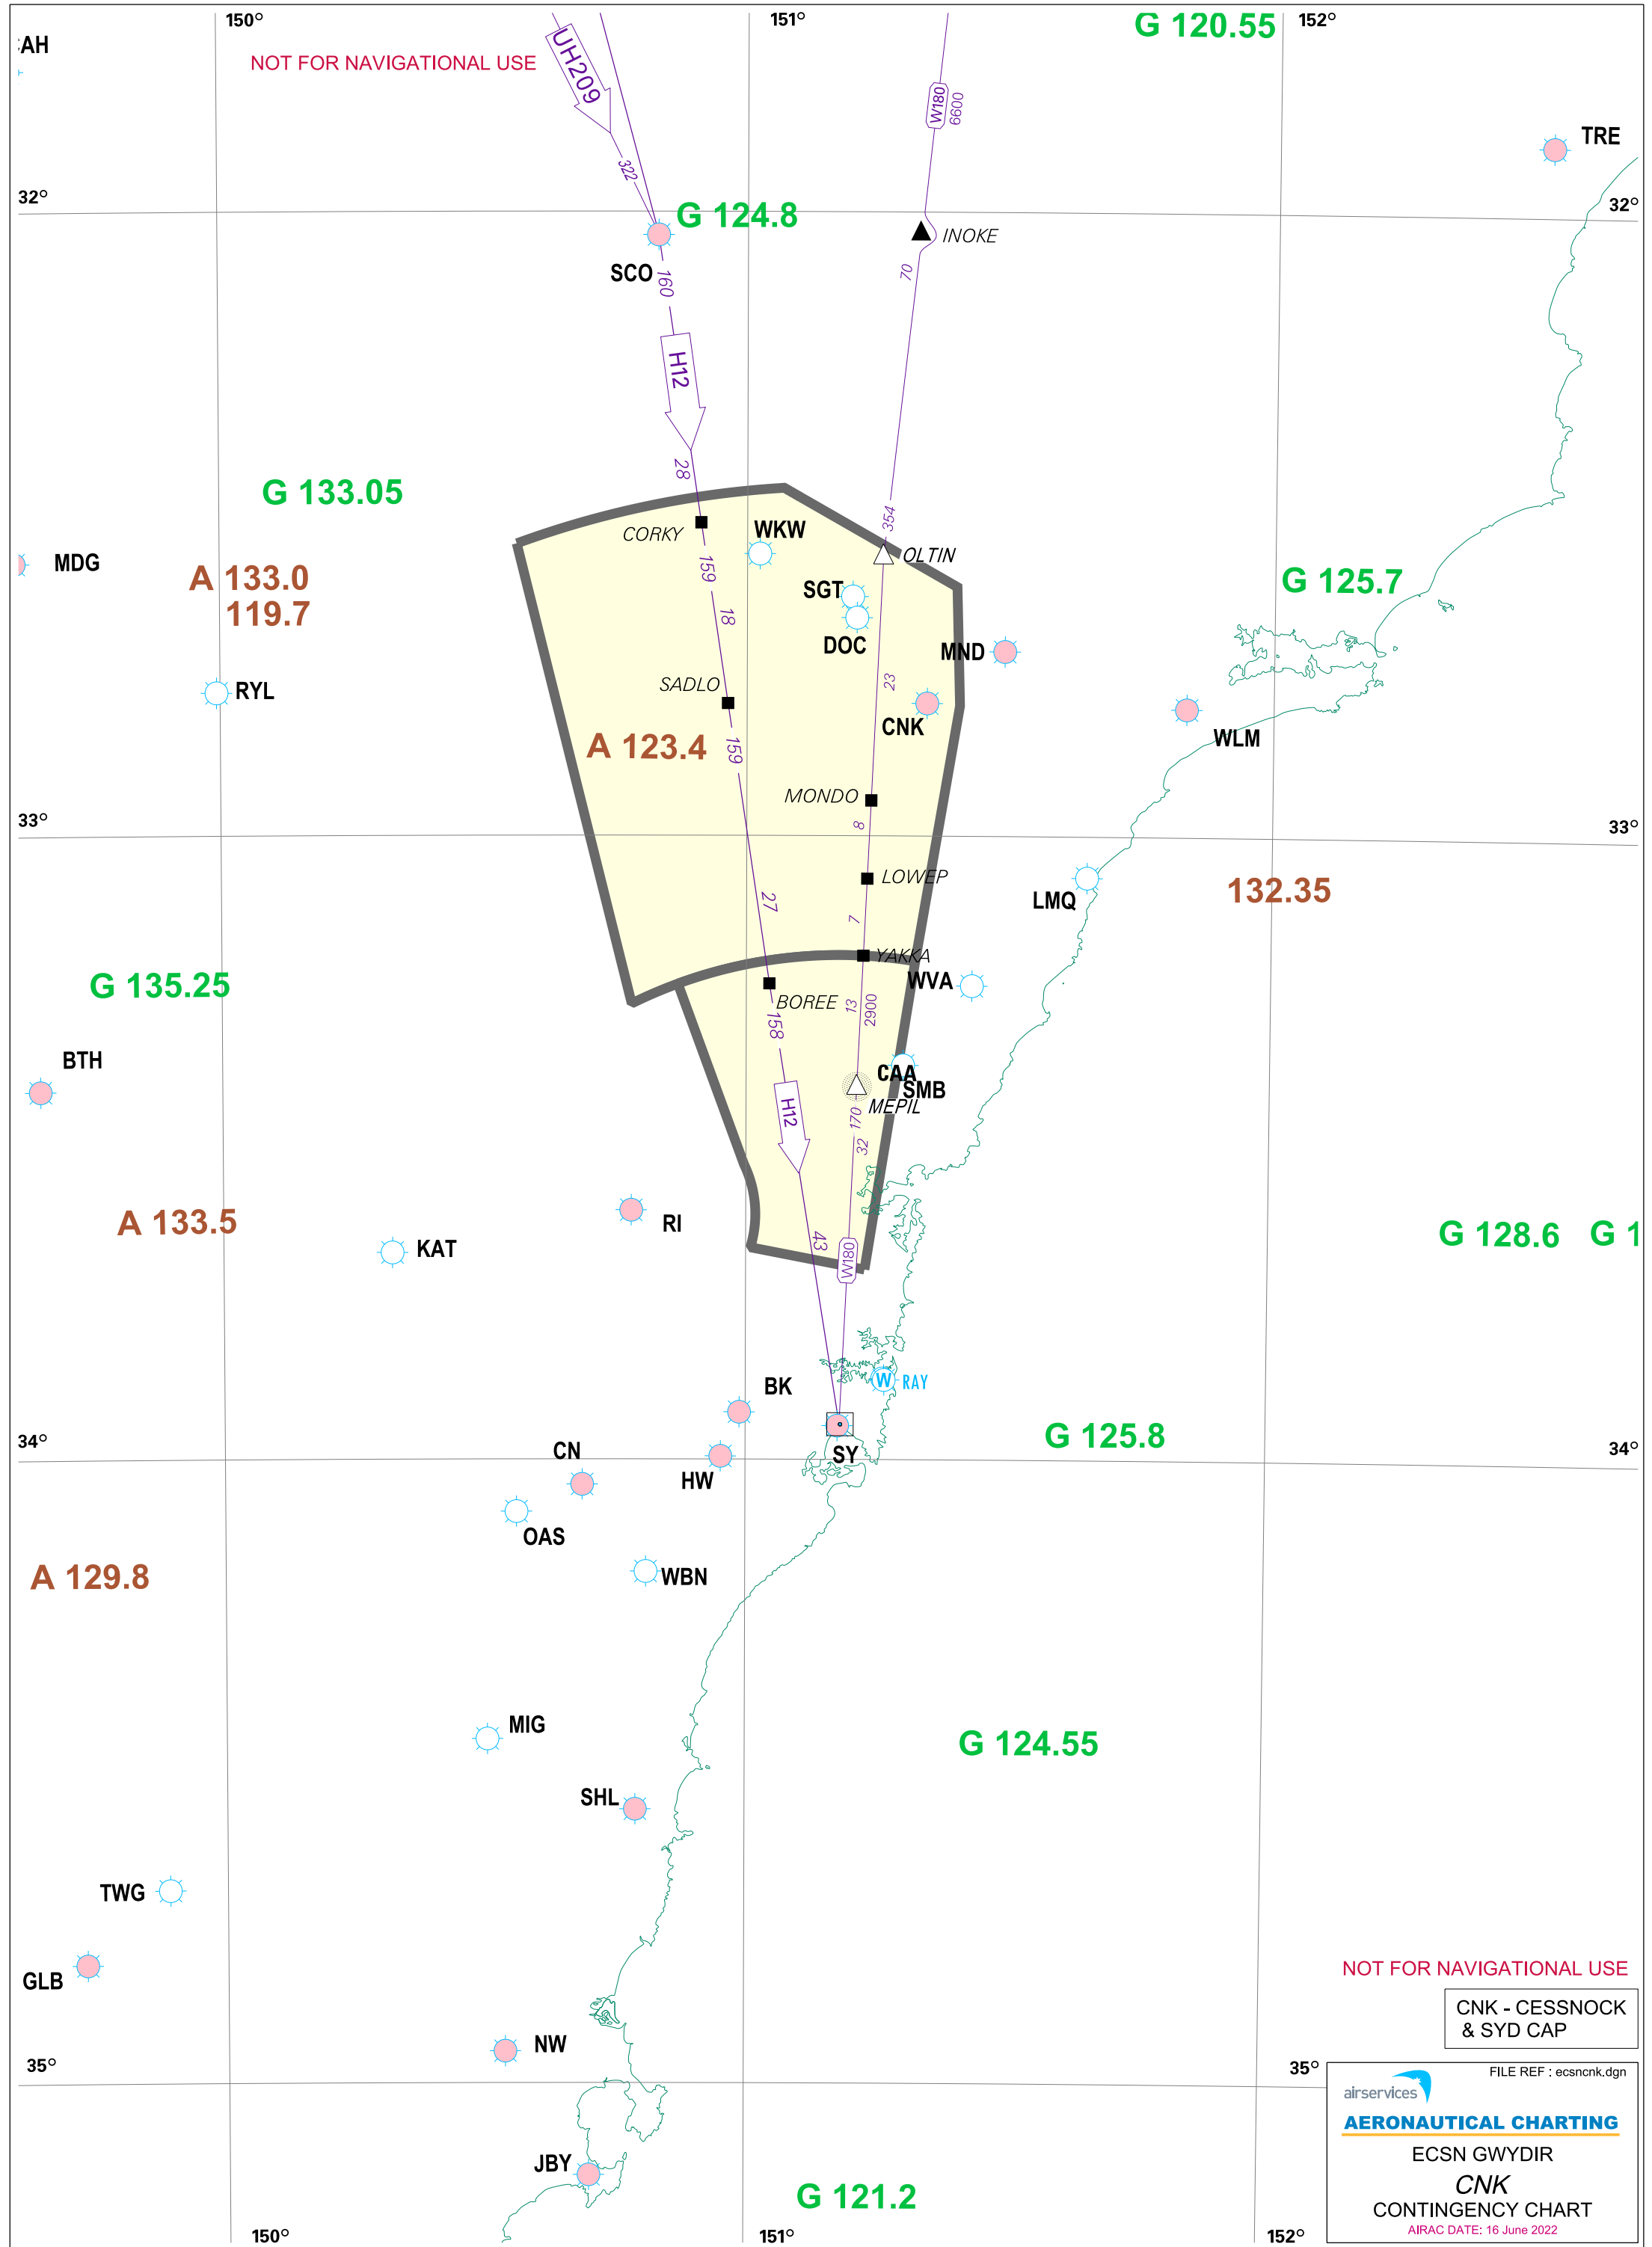 150°
151°
G 120.55
152°
:AH
NOT FOR NAVIGATIONAL USE
UH209
W180
6600
TRE
322
32°
32°
G 124.8
INOKE
SCO
160
70
H12
28
G 133.05
354
CORKY
WKW
OLTIN
MDG
159
A 133.0
119.7
SGT
G 125.7
18
DOC
MND
SADLO
23
RYL
CNK
159
A 123.4
WLM
MONDO
8
33°
33°
LOWEP
LMQ
132.35
27
7
YAKKA
G 135.25
WVA
BOREE
13
2900
158
BTH
CAA
SMB
MEPIL
H12
170
32
A 133.5
RI
KAT
43
W180
G 128.6
G 1
W
RAY
BK
G 125.8
34°
34°
CN
SY
HW
OAS
A 129.8
WBN
MIG
G 124.55
SHL
TWG
GLB
NOT FOR NAVIGATIONAL USE
CNK - CESSNOCK
& SYD CAP
NW
35°
35°
FILE REF : ecsncnk.dgn
airservices
AERONAUTICAL CHARTING
ECSN GWYDIR
CNK
CONTINGENCY CHART
AIRAC DATE: 16 June 2022
JBY
G 121.2
150°
151°
152°